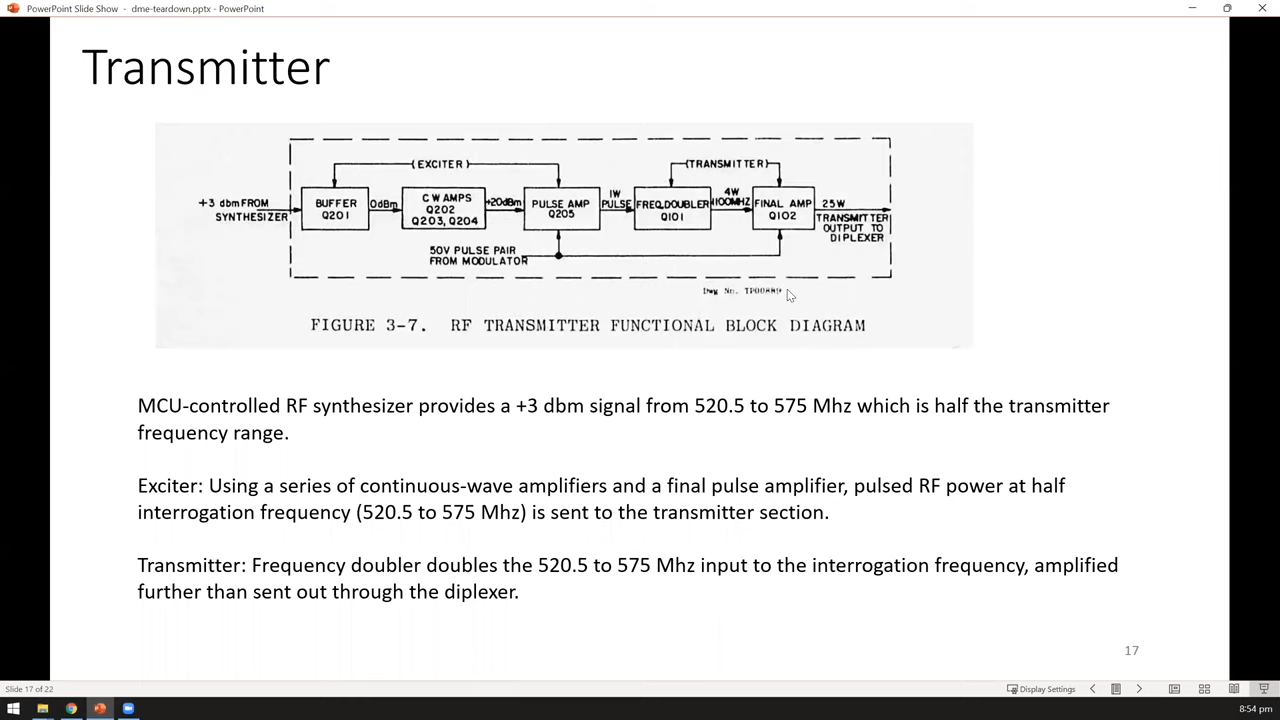 PowerPoint Slide Show - dme-teardown.pptx - PowerPoint
Transmitter
(EXCITER)
(TRANSMITTER)
+3 dbm FROM
SYNTHESIZER
BUFFER
Q201
0dBm
CW AMPS
Q202
Q203, Q204
+20dBm
PULSE AMP
Q205
1W
PULSE
FREQ.DOUBLER
Q101
4W
1100MHZ
FINAL AMP
Q102
25W
TRANSMITTER
OUTPUT TO
DIPLEXER
50V PULSE PAIR
FROM MODULATOR
Dwg No.
FIGURE 3-7. RF TRANSMITTER FUNCTIONAL BLOCK DIAGRAM
MCU-controlled RF synthesizer provides a +3 dbm signal from 520.5 to 575 Mhz which is half the transmitter
frequency range.
Exciter: Using a series of continuous-wave amplifiers and a final pulse amplifier, pulsed RF power at half
interrogation frequency (520.5 to 575 Mhz) is sent to the transmitter section.
Transmitter: Frequency doubler doubles the 520.5 to 575 Mhz input to the interrogation frequency, amplified
further than sent out through the diplexer.
17
Slide 17 of 22
Display Settings
8:54 pm